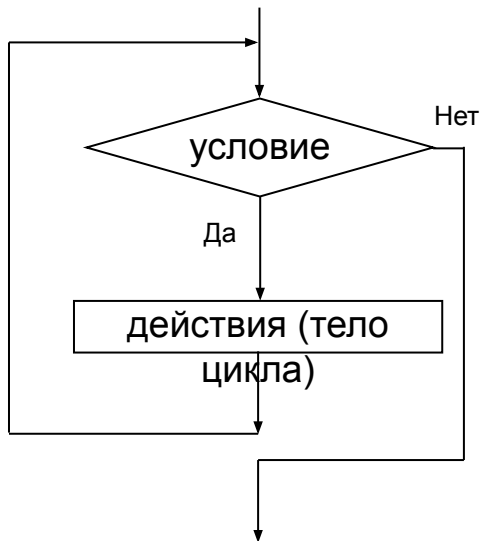 Нет
условие
Да
действия (тело
цикла)